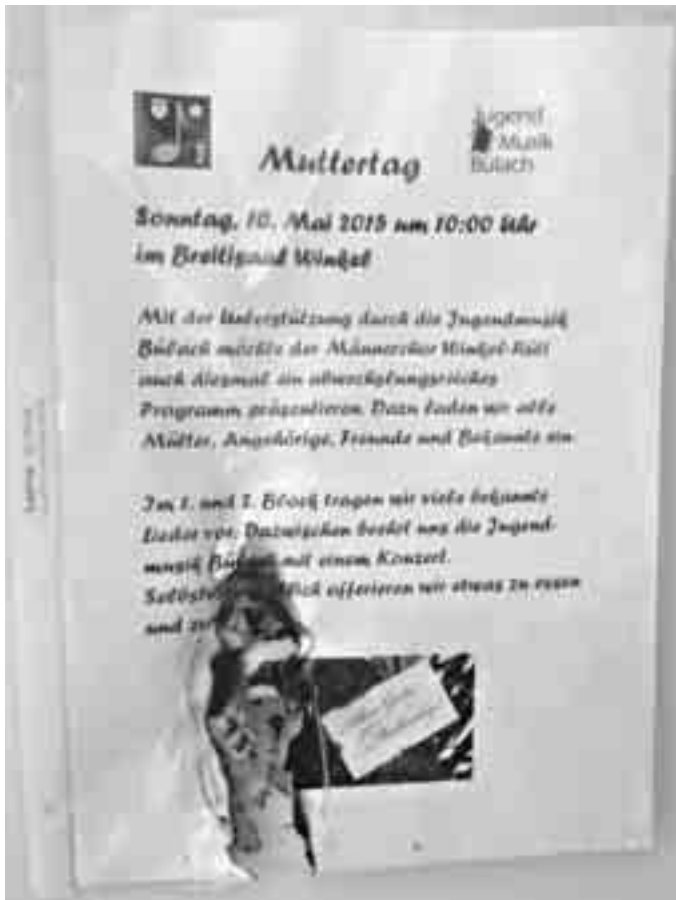 Jugend
Musik
Bülach
Muttertag
Sonntag, 10. Mai 2015 um 10:00 Uhr
im Breitisaal Winkel
Mit der Unterstützung durch die Jugendmusik
Bülach möchte der Männerchor Winkel-Rüti
auch diesmal ein abwechslungsreiches
Programm präsentieren. Dazu laden wir alle
Mütter, Angehörige, Freunde und Bekannte ein.
Im 1. und 2. Block tragen wir viele bekannte
Lieder vor. Dazwischen beehrt uns die Jugend-
musik Bülach mit einem Konzert.
offerieren wir etwas zu essen
und zu